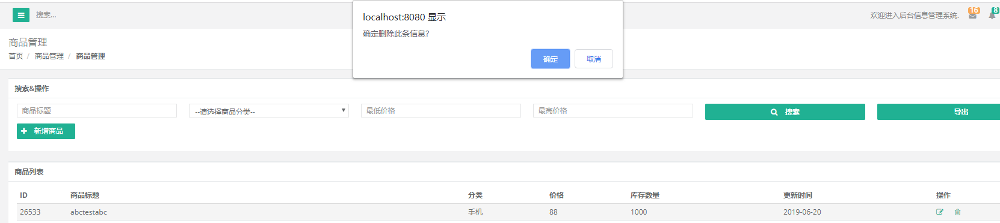 localhost:8080 显示
确定删除此条信息?
确定 取消
搜索... 欢迎进入后台信息管理系统. 16 8
商品管理
首页 / 商品管理 / 商品管理
搜索&操作
商品标题 --请选择商品分类-- 最低价格 最高价格 搜索 导出
新增商品
商品列表
ID 商品标题 分类 价格 库存数量 更新时间 操作
26533 abctestabc 手机 88 1000 2019-06-20